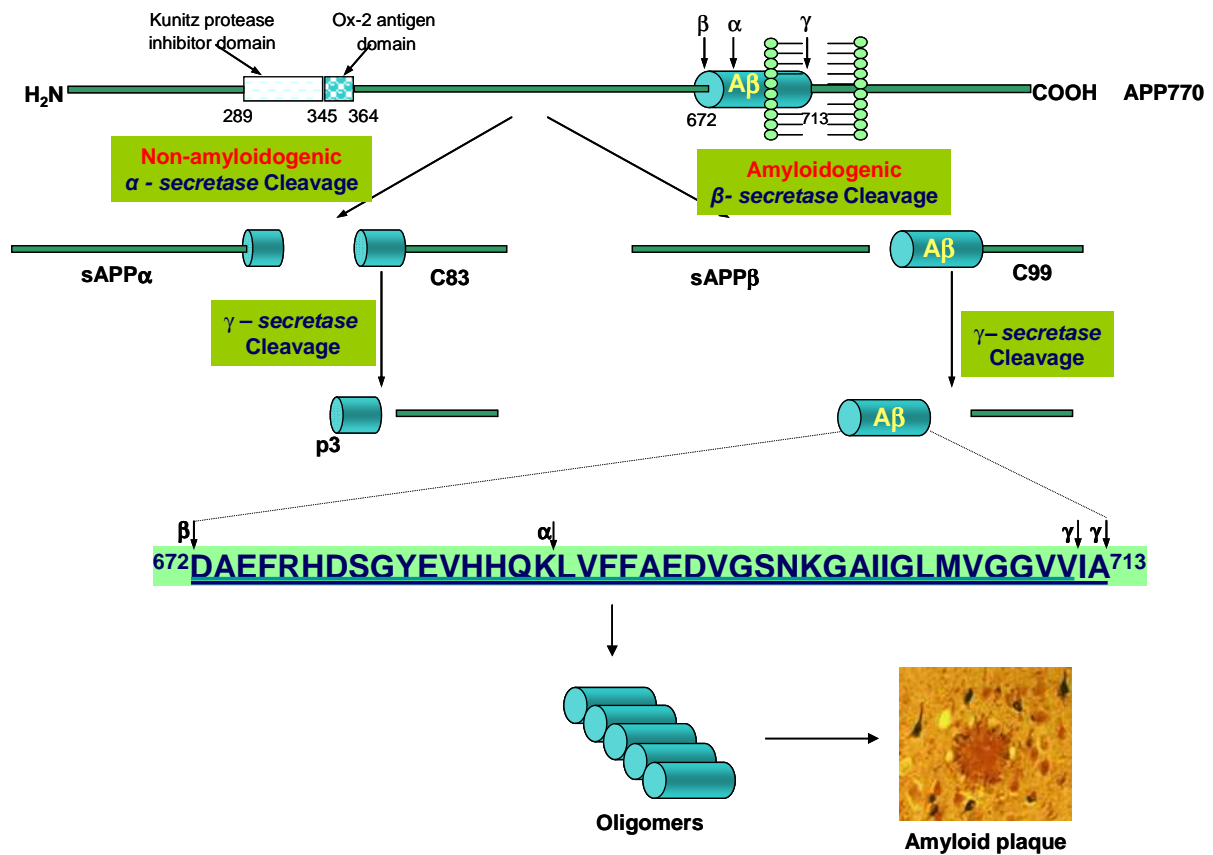 Kunitz protease
inhibitor domain
Ox-2 antigen
domain
β α γ
H₂N
Aβ
COOH APP770
289 345 364
672 713
Non-amyloidogenic
α - secretase Cleavage
Amyloidogenic
β- secretase Cleavage
sAPPα
C83
sAPPβ
Aβ
C99
γ – secretase
Cleavage
γ– secretase
Cleavage
p3
Aβ
β α γ γ
⁶⁷²DAEFRHDSGYEVHHQKLVFFAEDVGSNKGAIIGLMVGGVVIA⁷¹³
Oligomers
Amyloid plaque